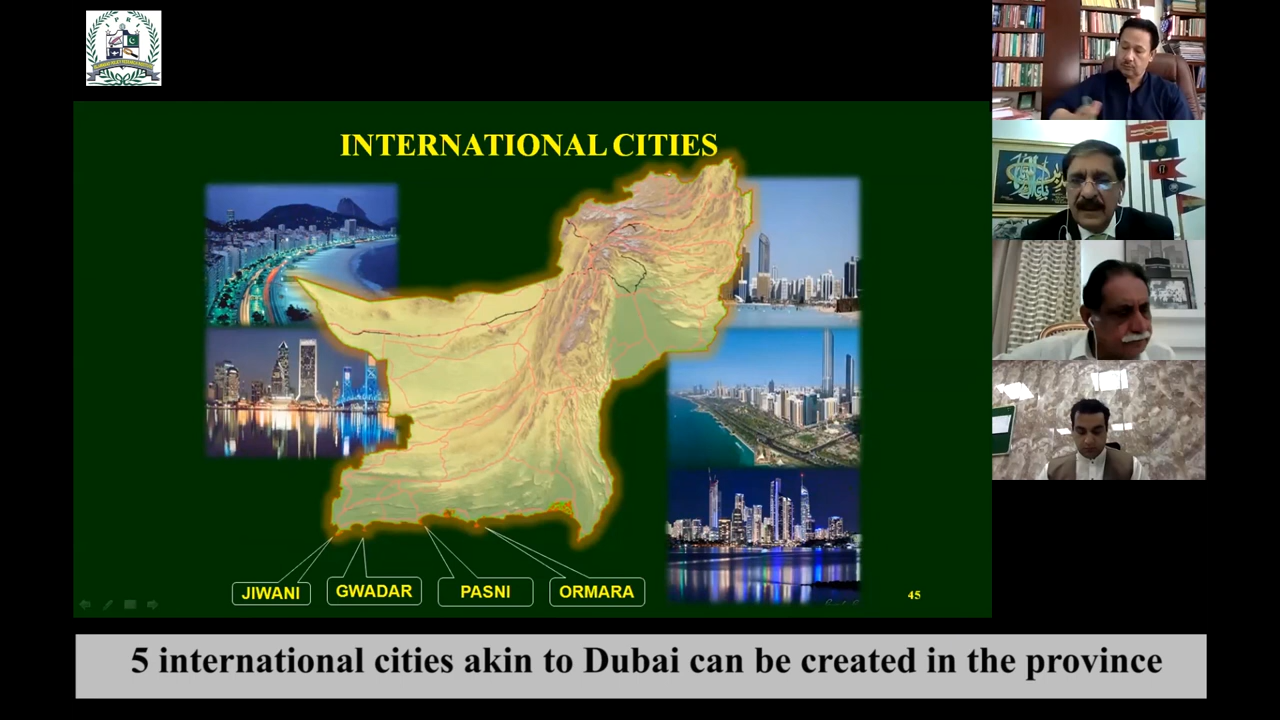 IPRI
INTERNATIONAL CITIES
JIWANI
GWADAR
PASNI
ORMARA
45
5 international cities akin to Dubai can be created in the province